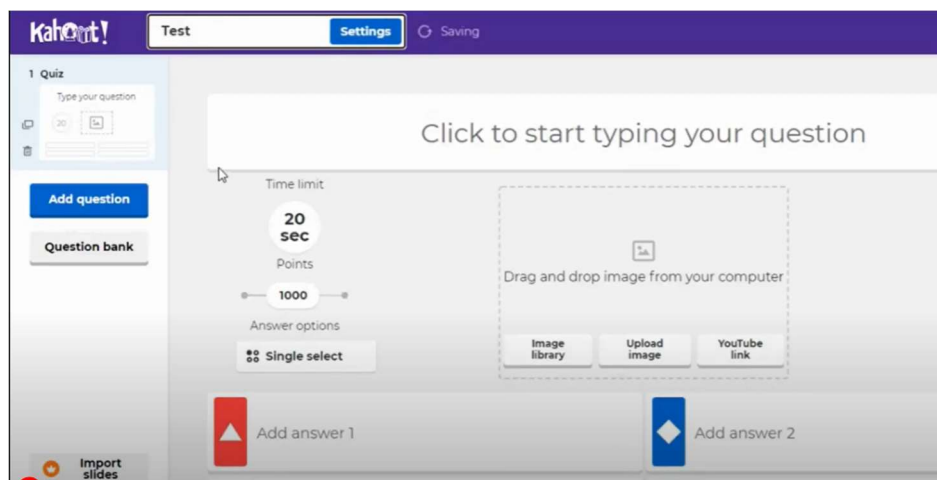 Kahoot!
Test
Settings
Saving
1 Quiz
Type your question
20
Click to start typing your question
Add question
Question bank
Time limit
20
sec
Points
1000
Answer options
Single select
Drag and drop image from your computer
Image
library
Upload
image
YouTube
link
Add answer 1
Add answer 2
Import
slides